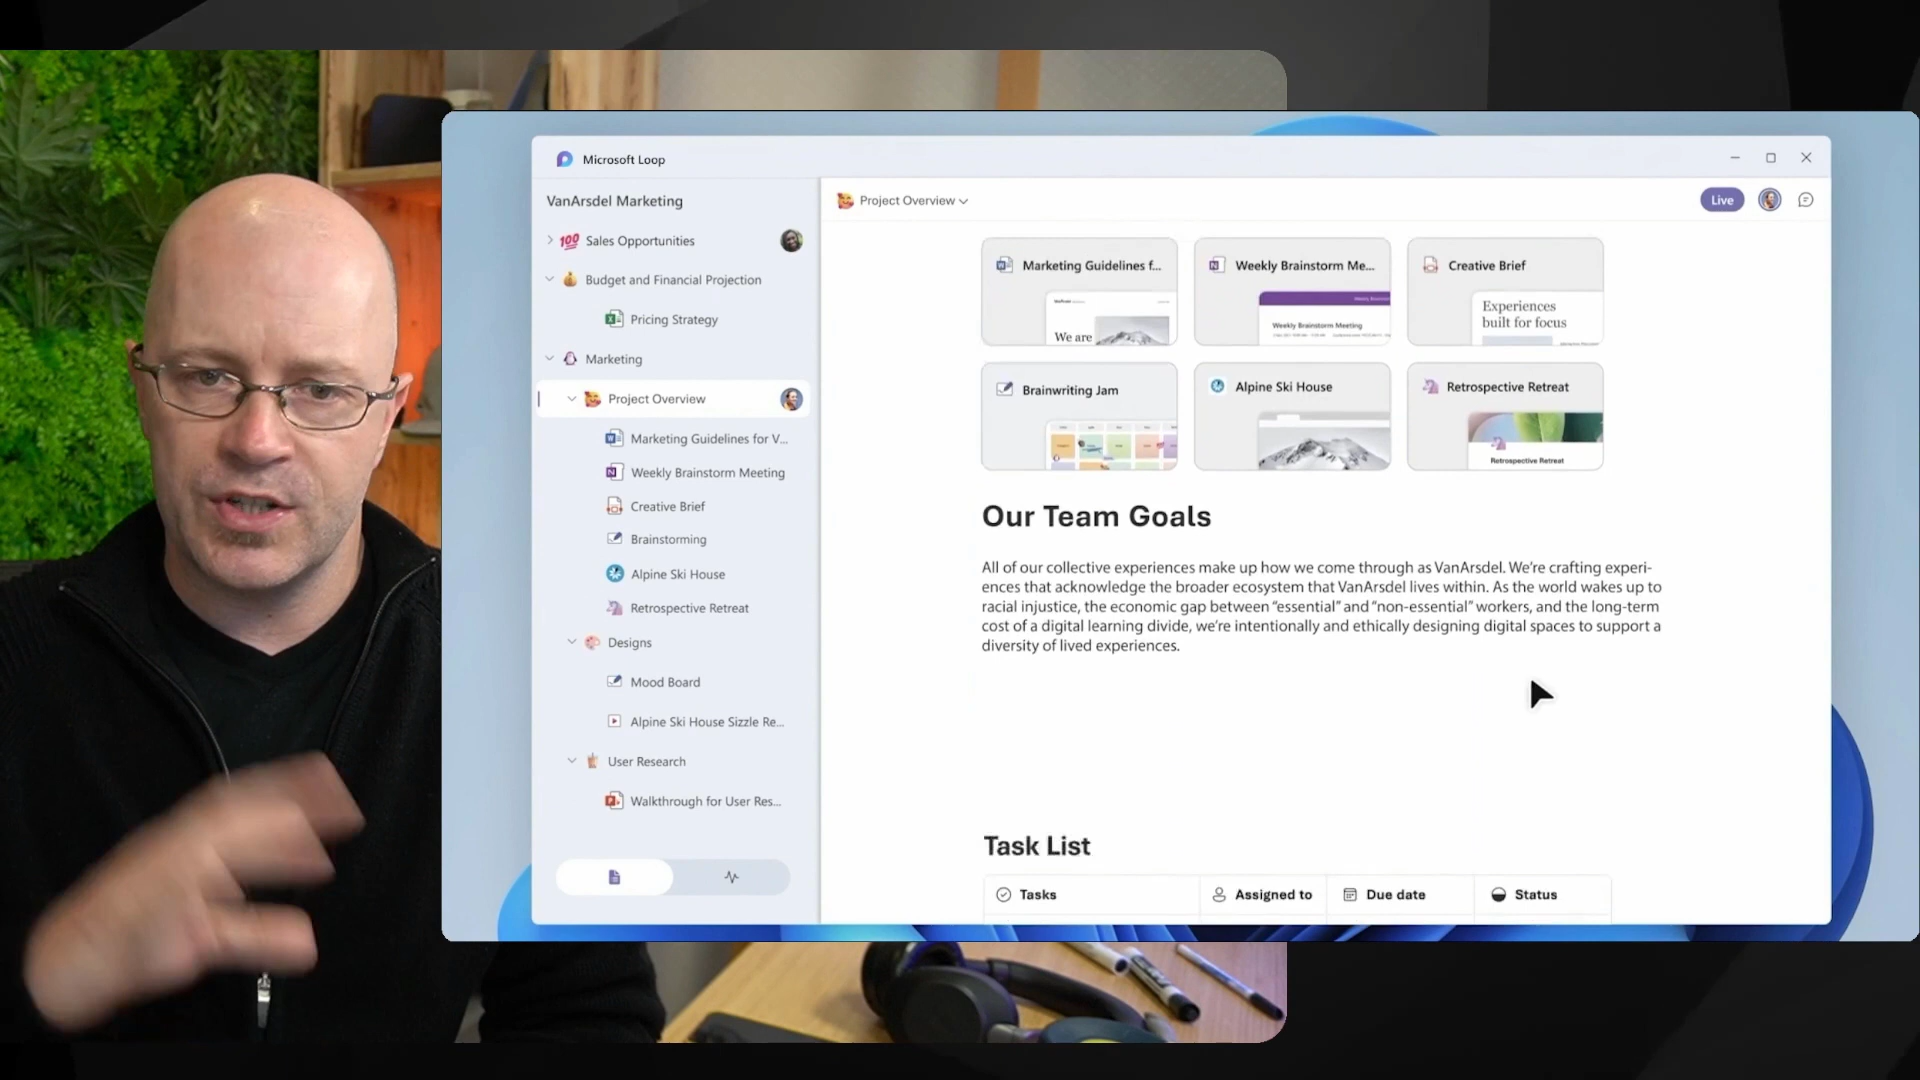 Microsoft Loop
VanArsdel Marketing
💯 Sales Opportunities
Budget and Financial Projection
Pricing Strategy
Marketing
Project Overview
Marketing Guidelines for V...
Weekly Brainstorm Meeting
Creative Brief
Brainstorming
Alpine Ski House
Retrospective Retreat
Designs
Mood Board
Alpine Ski House Sizzle Re...
User Research
Walkthrough for User Res...
Project Overview
Live
Marketing Guidelines f...
We are
Weekly Brainstorm Me...
Weekly Brainstorm Meeting
Creative Brief
Experiences
built for focus
Brainwriting Jam
Alpine Ski House
Retrospective Retreat
Retrospective Retreat
Our Team Goals
All of our collective experiences make up how we come through as VanArsdel. We’re crafting experi-
ences that acknowledge the broader ecosystem that VanArsdel lives within. As the world wakes up to
racial injustice, the economic gap between “essential” and “non-essential” workers, and the long-term
cost of a digital learning divide, we’re intentionally and ethically designing digital spaces to support a
diversity of lived experiences.
Task List
Tasks
Assigned to
Due date
Status